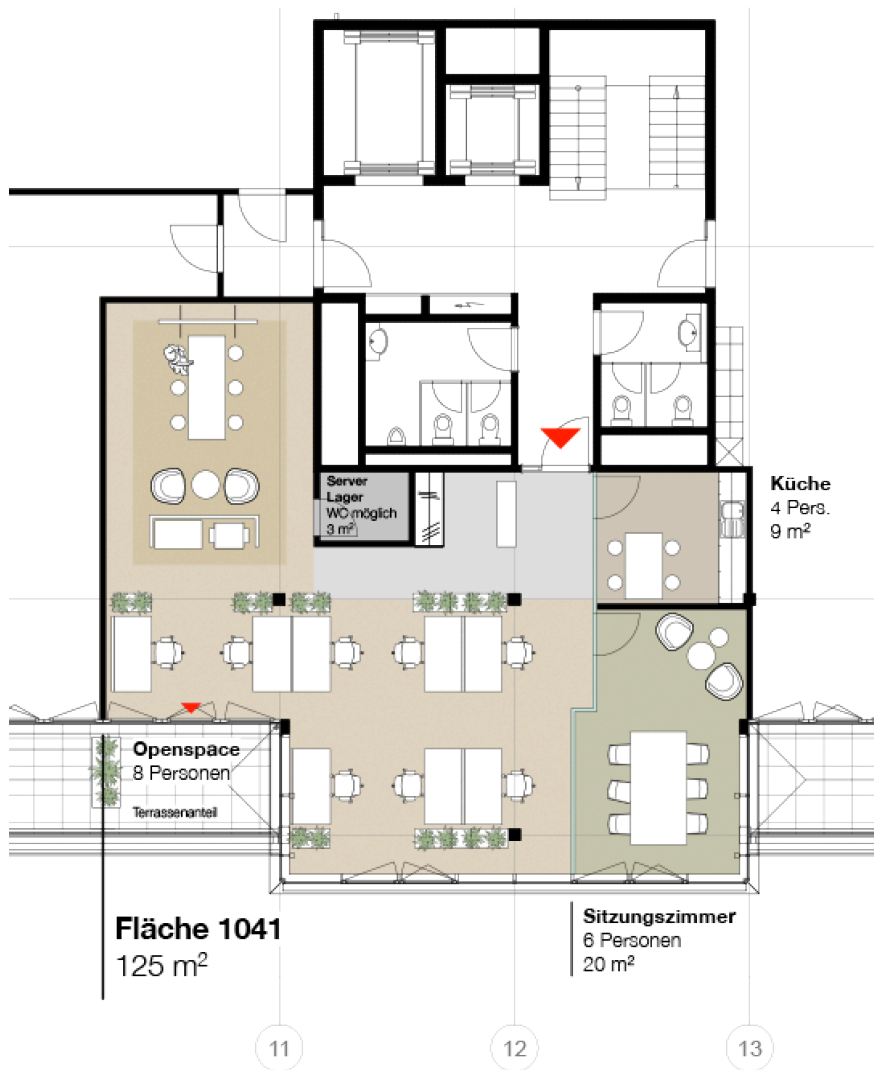 Server
Lager
WC möglich
3 m²
Küche
4 Pers.
9 m²
Openspace
8 Personen
Terrassenanteil
Fläche 1041
125 m²
Sitzungszimmer
6 Personen
20 m²
11
12
13